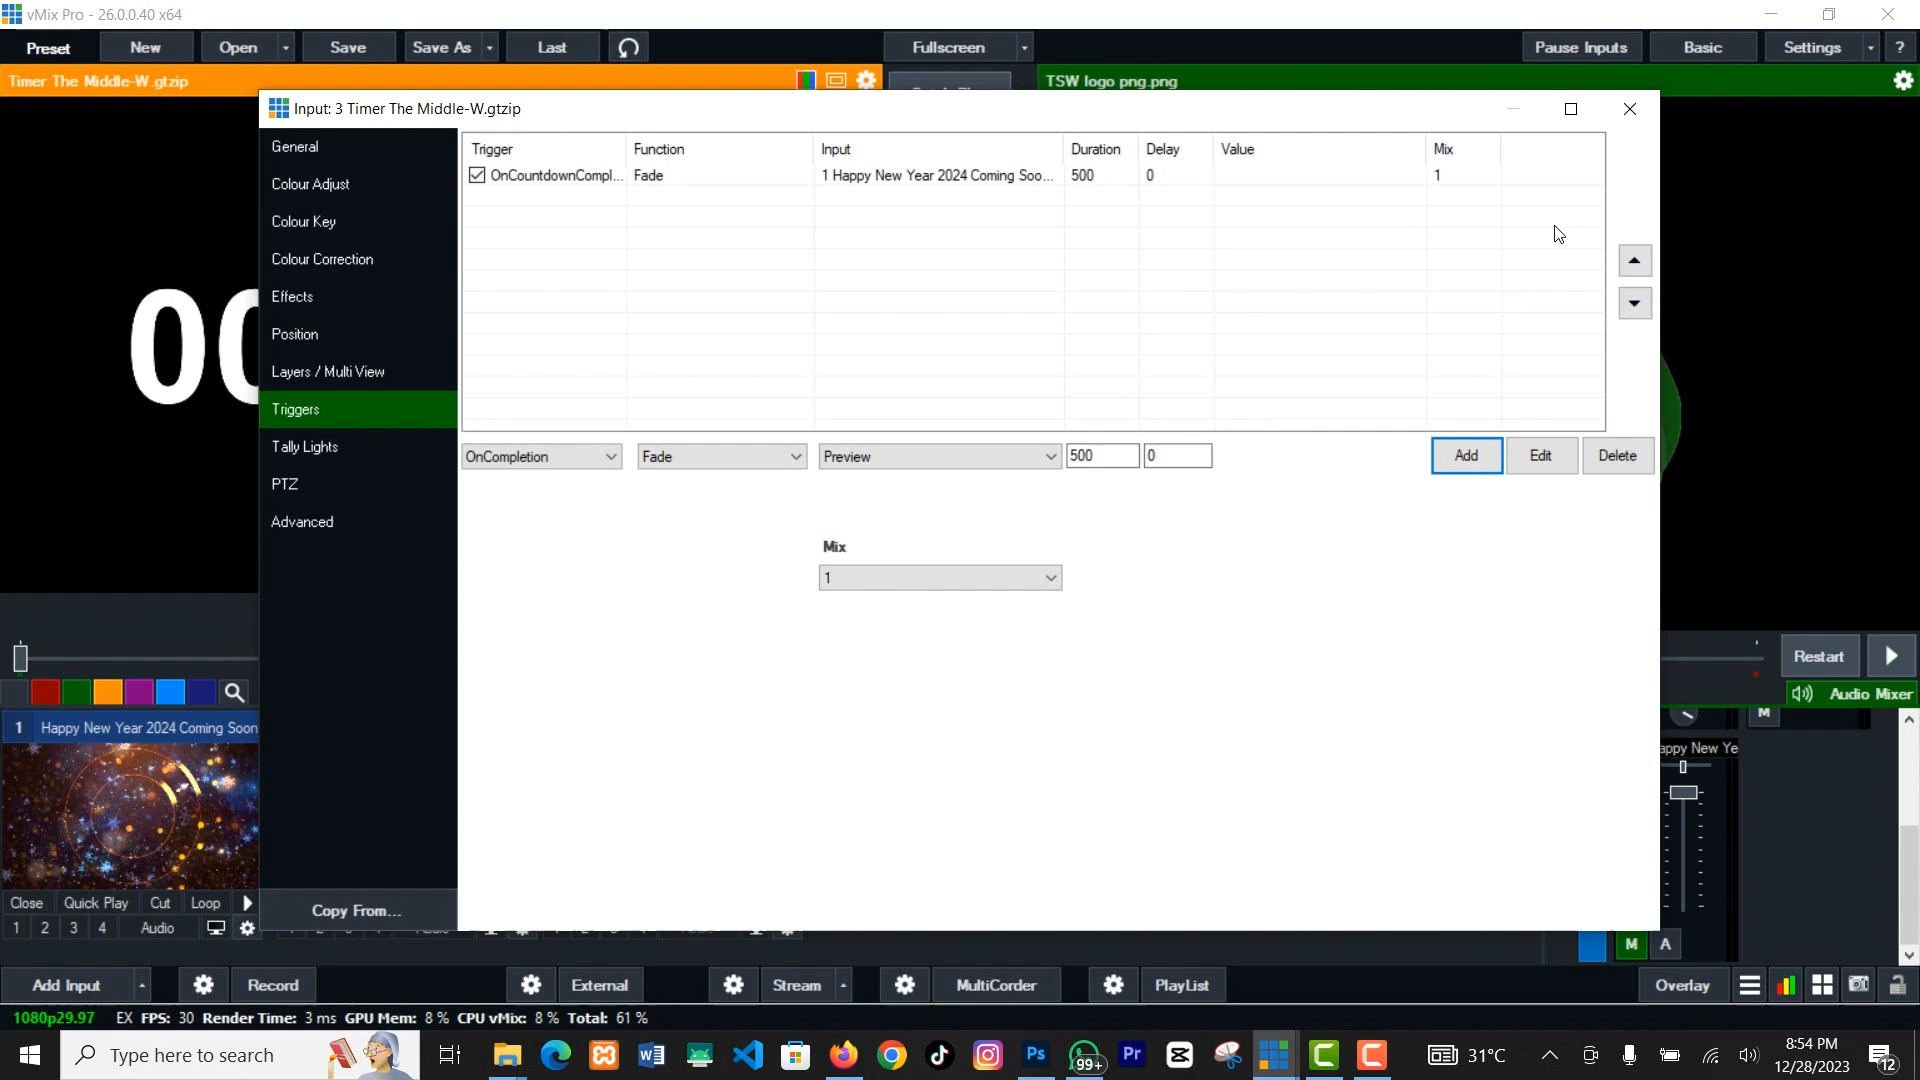 vMix Pro - 26.0.0.40 x64
Preset New Open Save Save As Last Fullscreen Pause Inputs Basic Settings ?
Timer The Middle-W.gtzip TSW logo png.png
Input: 3 Timer The Middle-W.gtzip
General
Colour Adjust
Colour Key
Colour Correction
Effects
Position
Layers / Multi View
Triggers
Tally Lights
PTZ
Advanced
Copy From...
Trigger Function Input Duration Delay Value Mix
OnCountdownCompl... Fade 1 Happy New Year 2024 Coming Soo... 500 0 1
OnCompletion Fade Preview 500 0 Add Edit Delete
Mix
1
00
Restart
Audio Mixer
M
1 Happy New Year 2024 Coming Soon
appy New Ye
Close Quick Play Cut Loop
1 2 3 4 Audio
M A
Add Input Record External Stream MultiCorder PlayList Overlay
1080p29.97 EX FPS: 30 Render Time: 3 ms GPU Mem: 8 % CPU vMix: 8 % Total: 61 %
Type here to search
99+
Ps
Pr
31°C
8:54 PM
12/28/2023
12